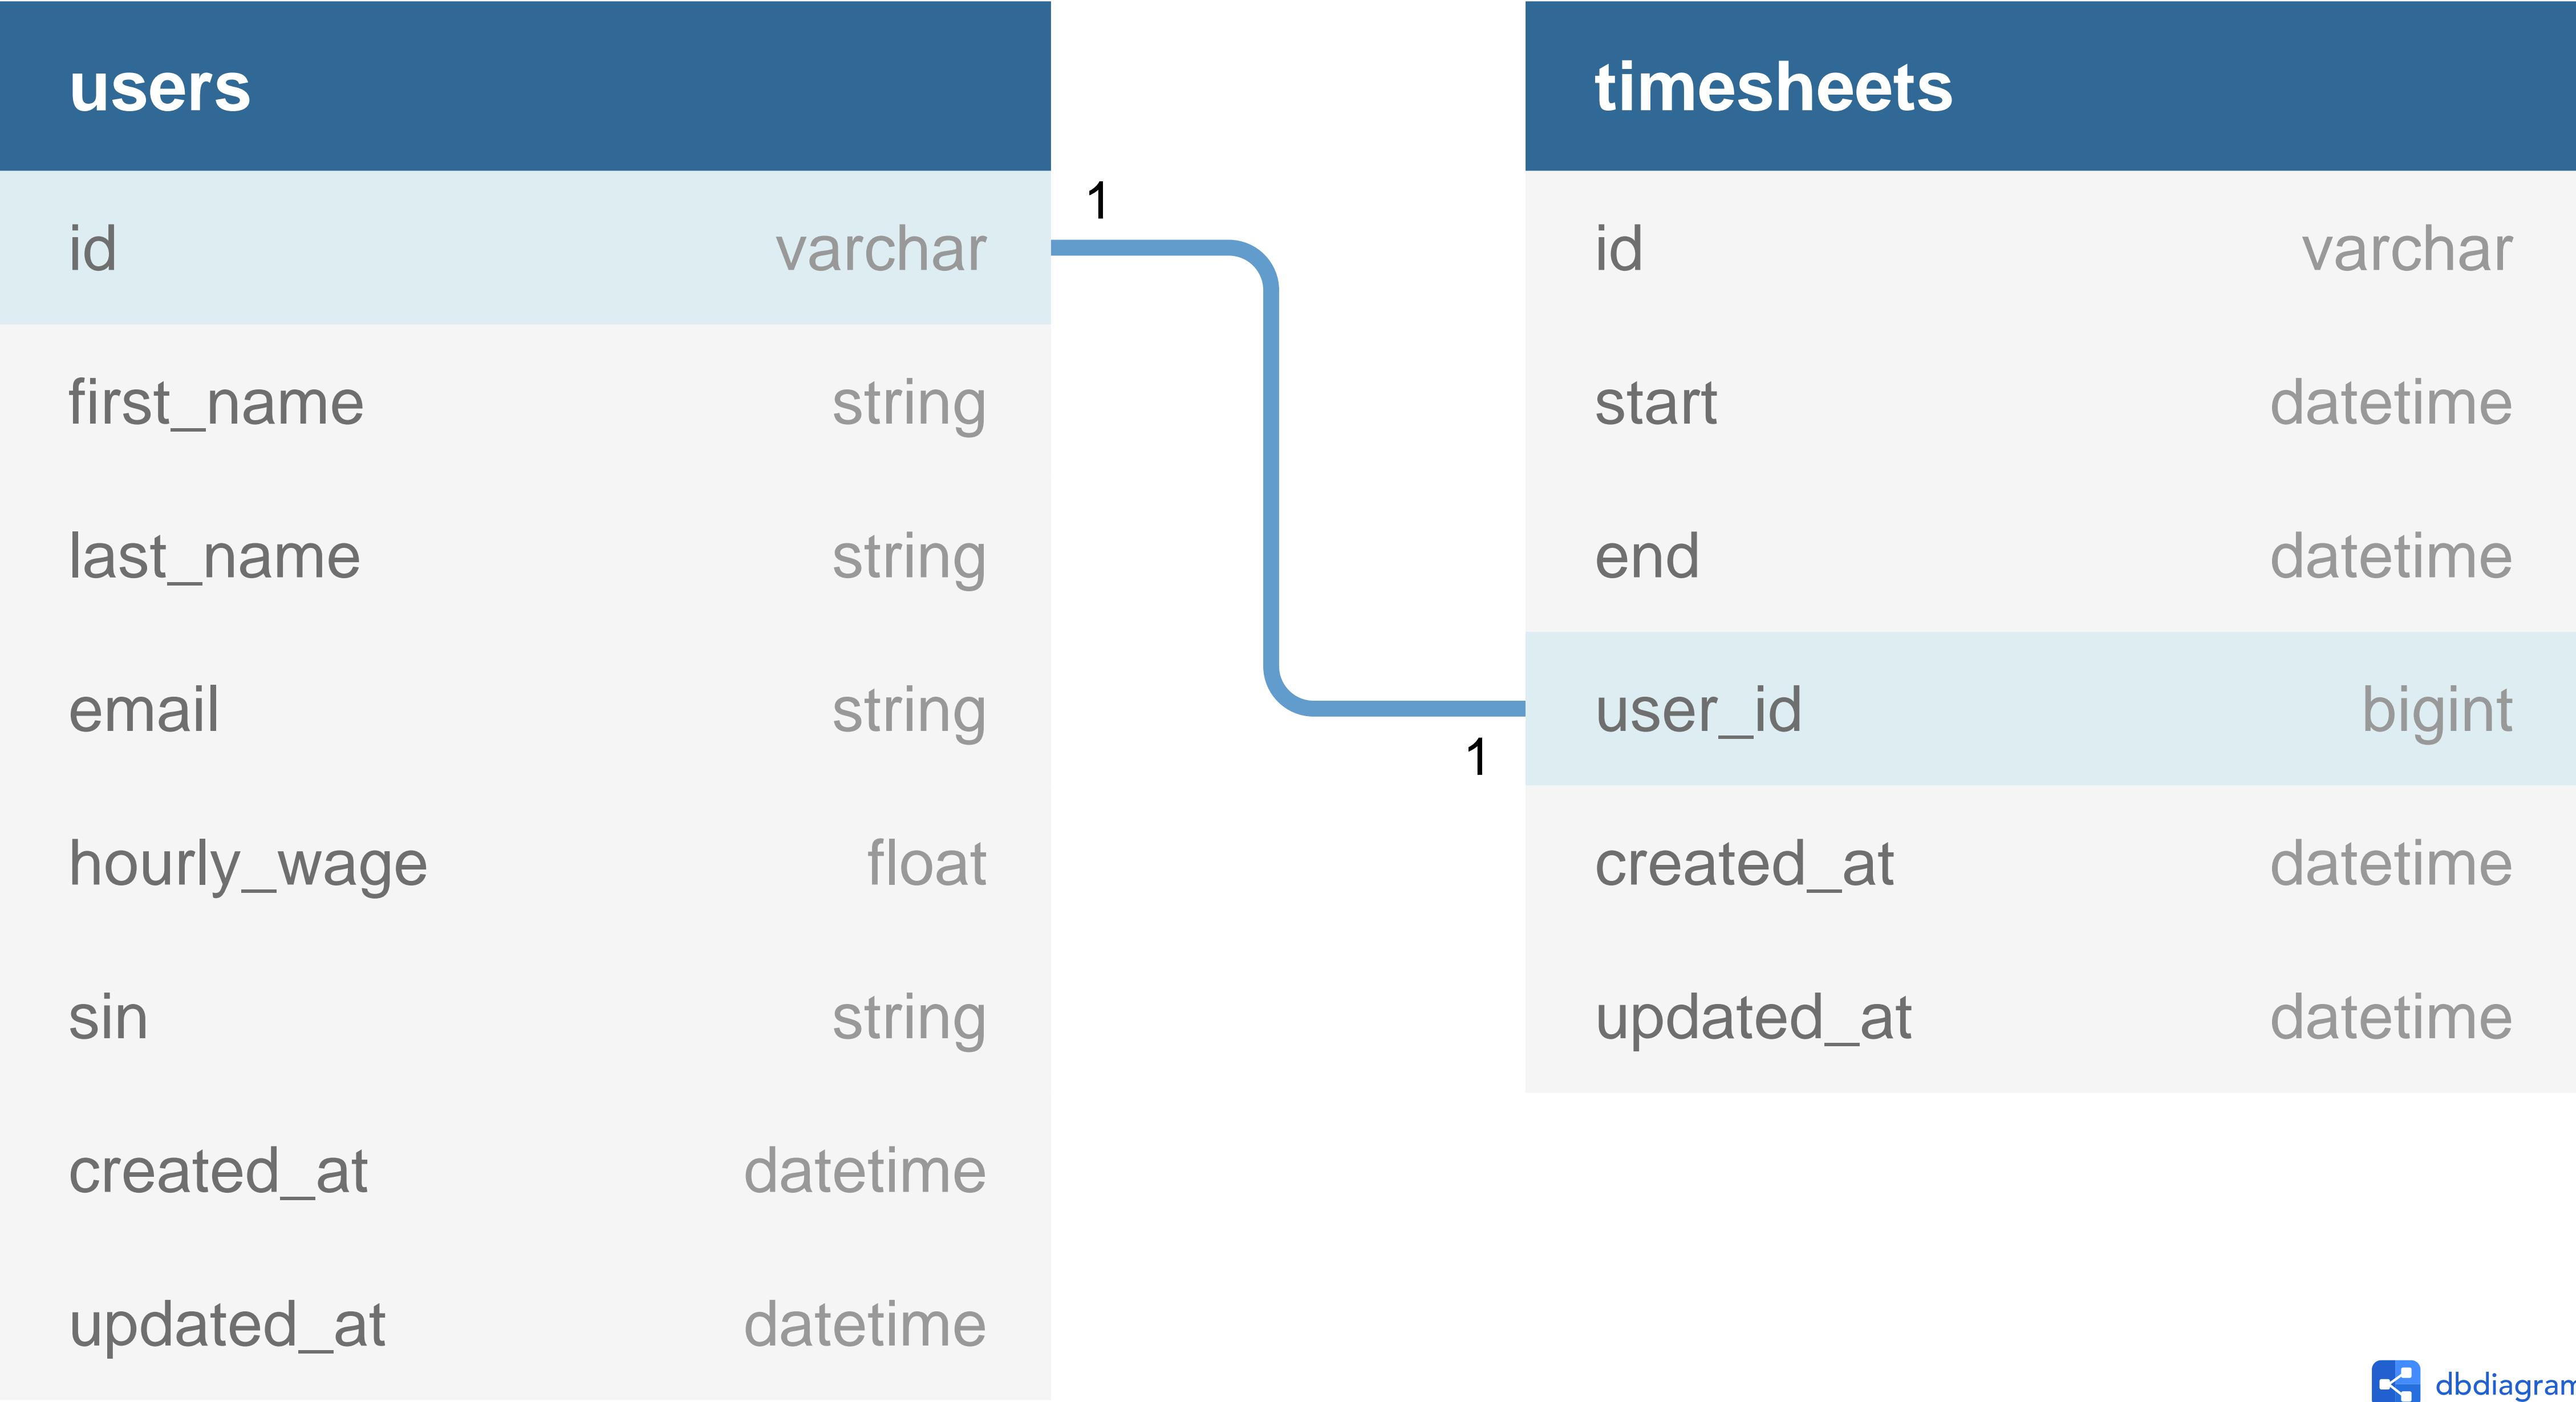 users
id varchar
first_name string
last_name string
email string
hourly_wage float
sin string
created_at datetime
updated_at datetime
1
1
timesheets
id varchar
start datetime
end datetime
user_id bigint
created_at datetime
updated_at datetime
dbdiagram